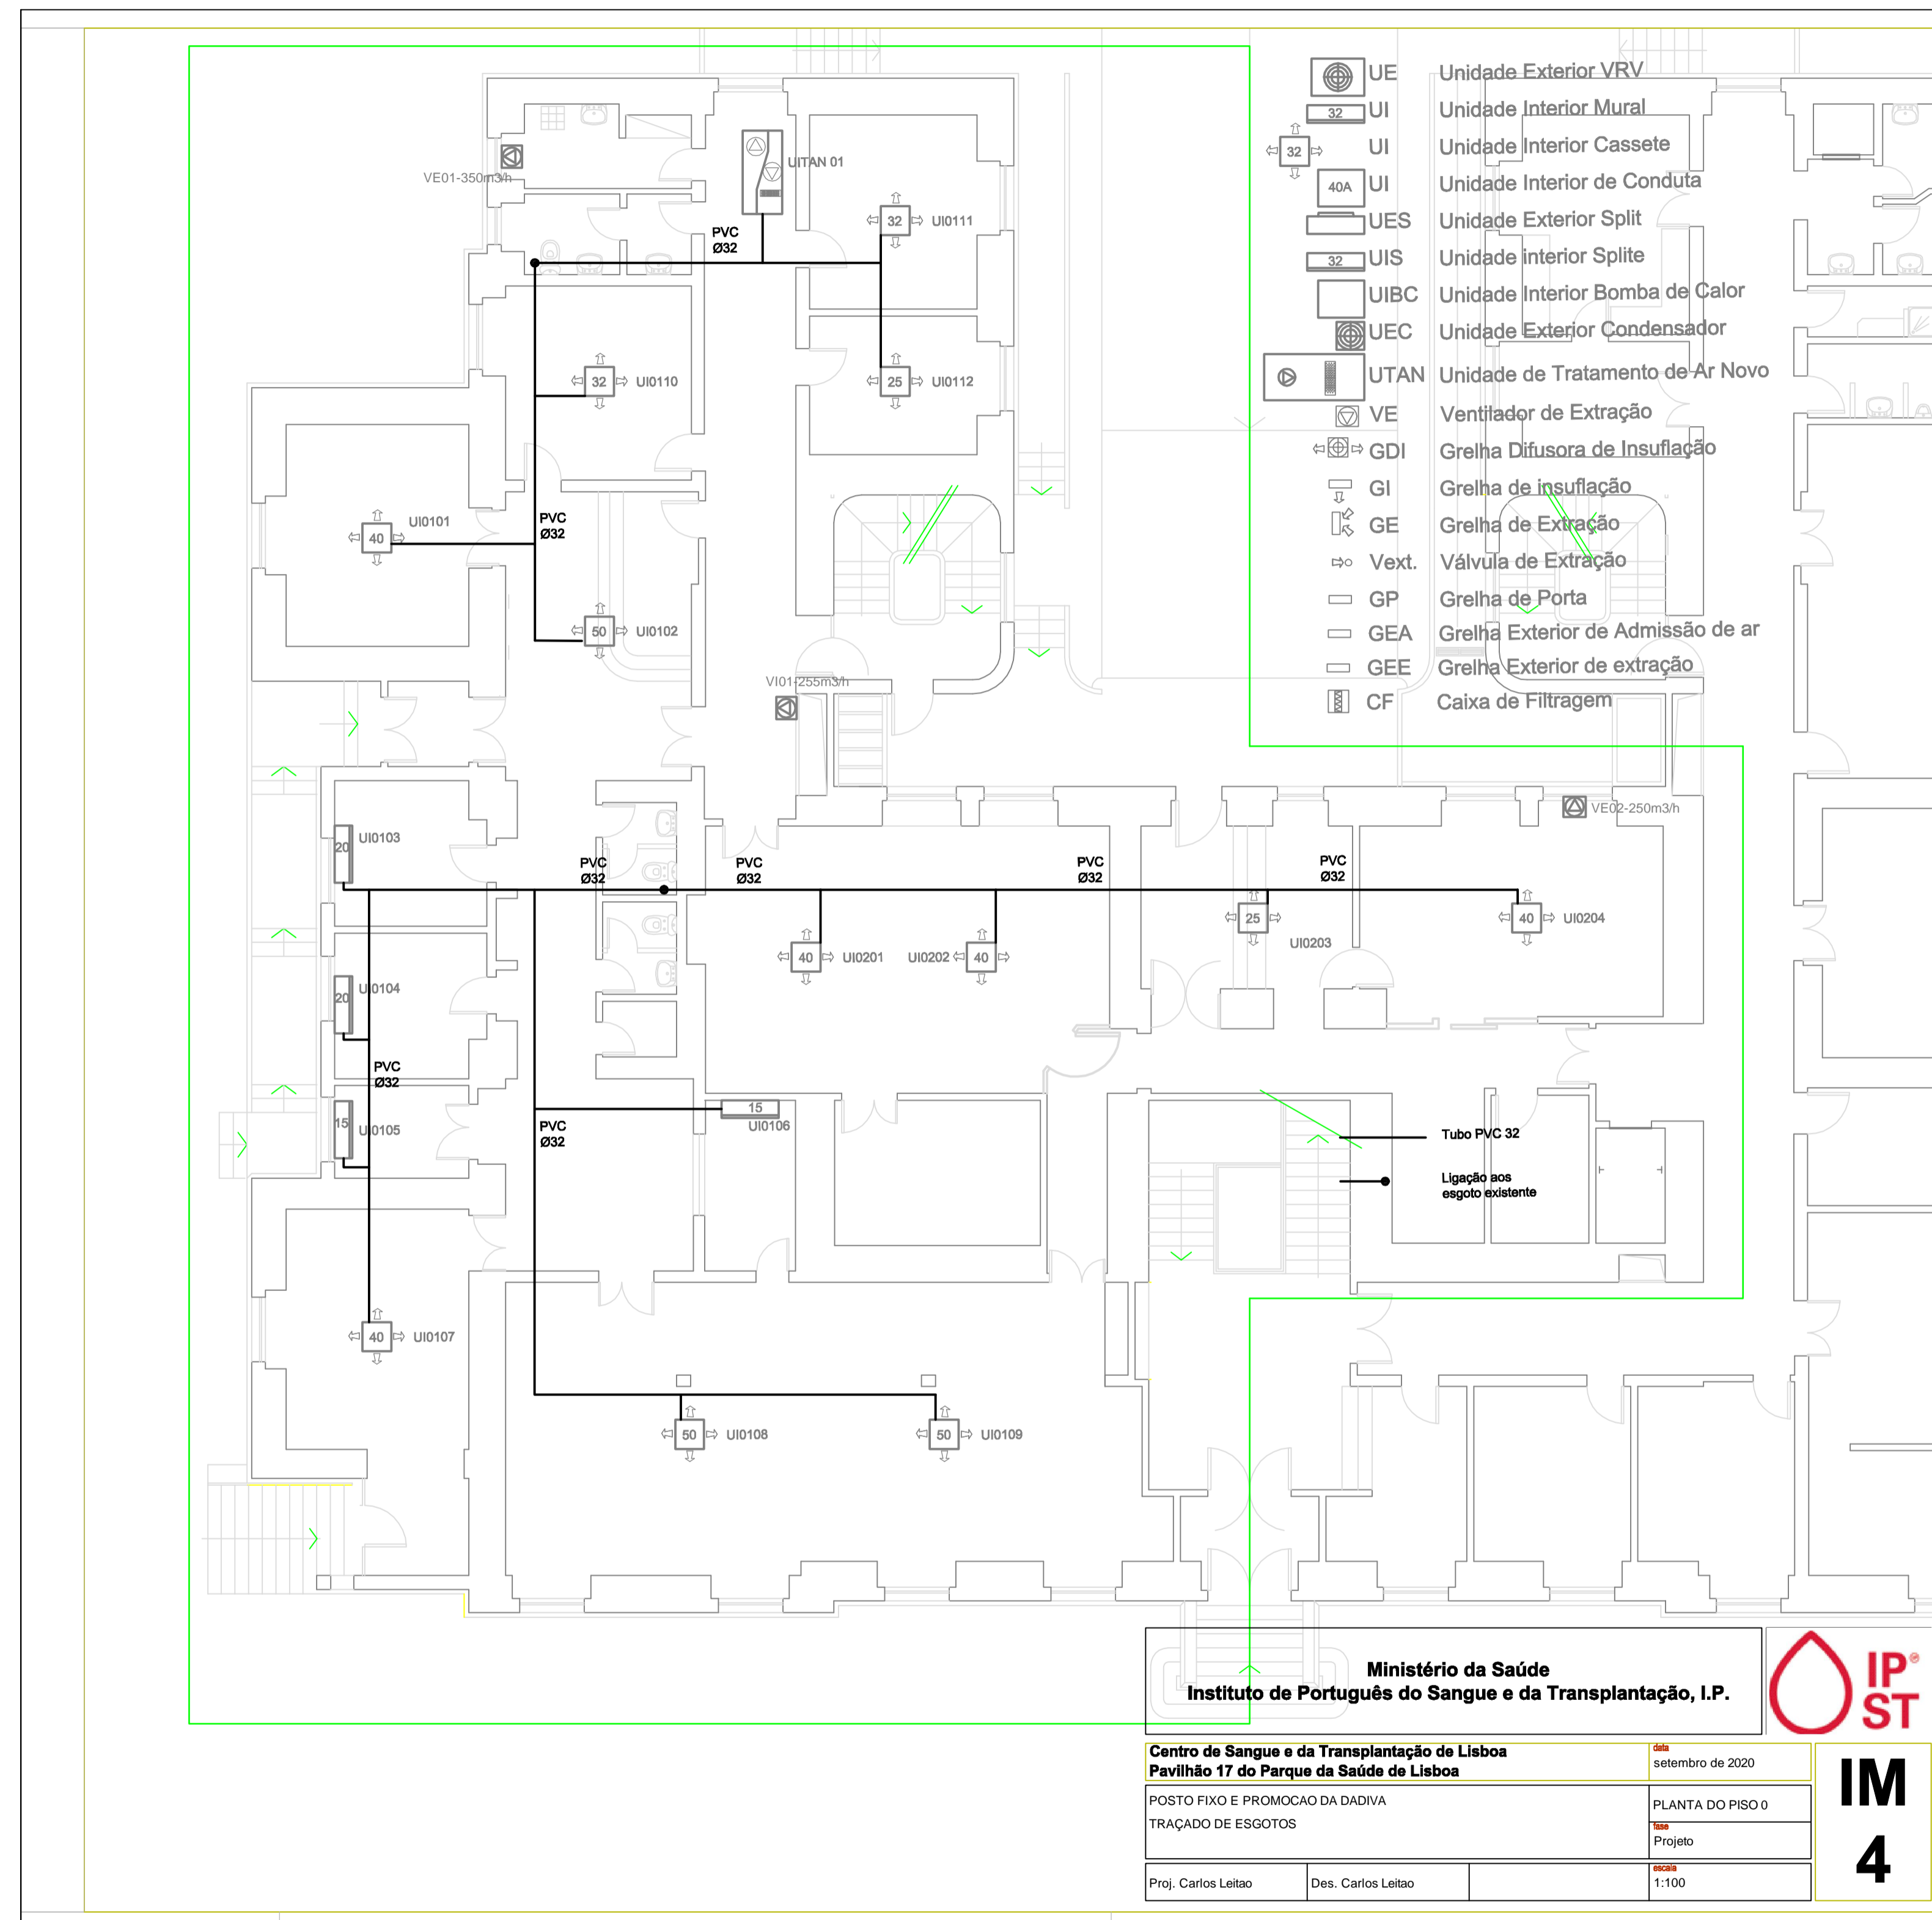 UE Unidade Exterior VRV
32 UI Unidade Interior Mural
32 UI Unidade Interior Cassete
40A UI Unidade Interior de Conduta
UES Unidade Exterior Split
32 UIS Unidade interior Splite
UIBC Unidade Interior Bomba de Calor
UEC Unidade Exterior Condensador
UTAN Unidade de Tratamento de Ar Novo
VE Ventilador de Extração
GDI Grelha Difusora de Insuflação
GI Grelha de insuflação
GE Grelha de Extração
Vext. Válvula de Extração
GP Grelha de Porta
GEA Grelha Exterior de Admissão de ar
GEE Grelha Exterior de extração
CF Caixa de Filtragem
VE01-350m3/h
UITAN 01
PVC
Ø32
32 UI0111
32 UI0110
25 UI0112
40 UI0101
PVC
Ø32
50 UI0102
VI01-255m3/h
VE02-250m3/h
20 UI0103
PVC
Ø32
PVC
Ø32
PVC
Ø32
PVC
Ø32
25 UI0203
40 UI0204
40 UI0201
UI0202 40
20 UI0104
PVC
Ø32
15 UI0105
15
UI0106
PVC
Ø32
Tubo PVC 32
Ligação aos
esgoto existente
40 UI0107
50 UI0108
50 UI0109
Ministério da Saúde
Instituto de Português do Sangue e da Transplantação, I.P.
IP
ST
Centro de Sangue e da Transplantação de Lisboa
Pavilhão 17 do Parque da Saúde de Lisboa
data
setembro de 2020
POSTO FIXO E PROMOCAO DA DADIVA
TRAÇADO DE ESGOTOS
PLANTA DO PISO 0
fase
Projeto
Proj. Carlos Leitao
Des. Carlos Leitao
escala
1:100
IM
4